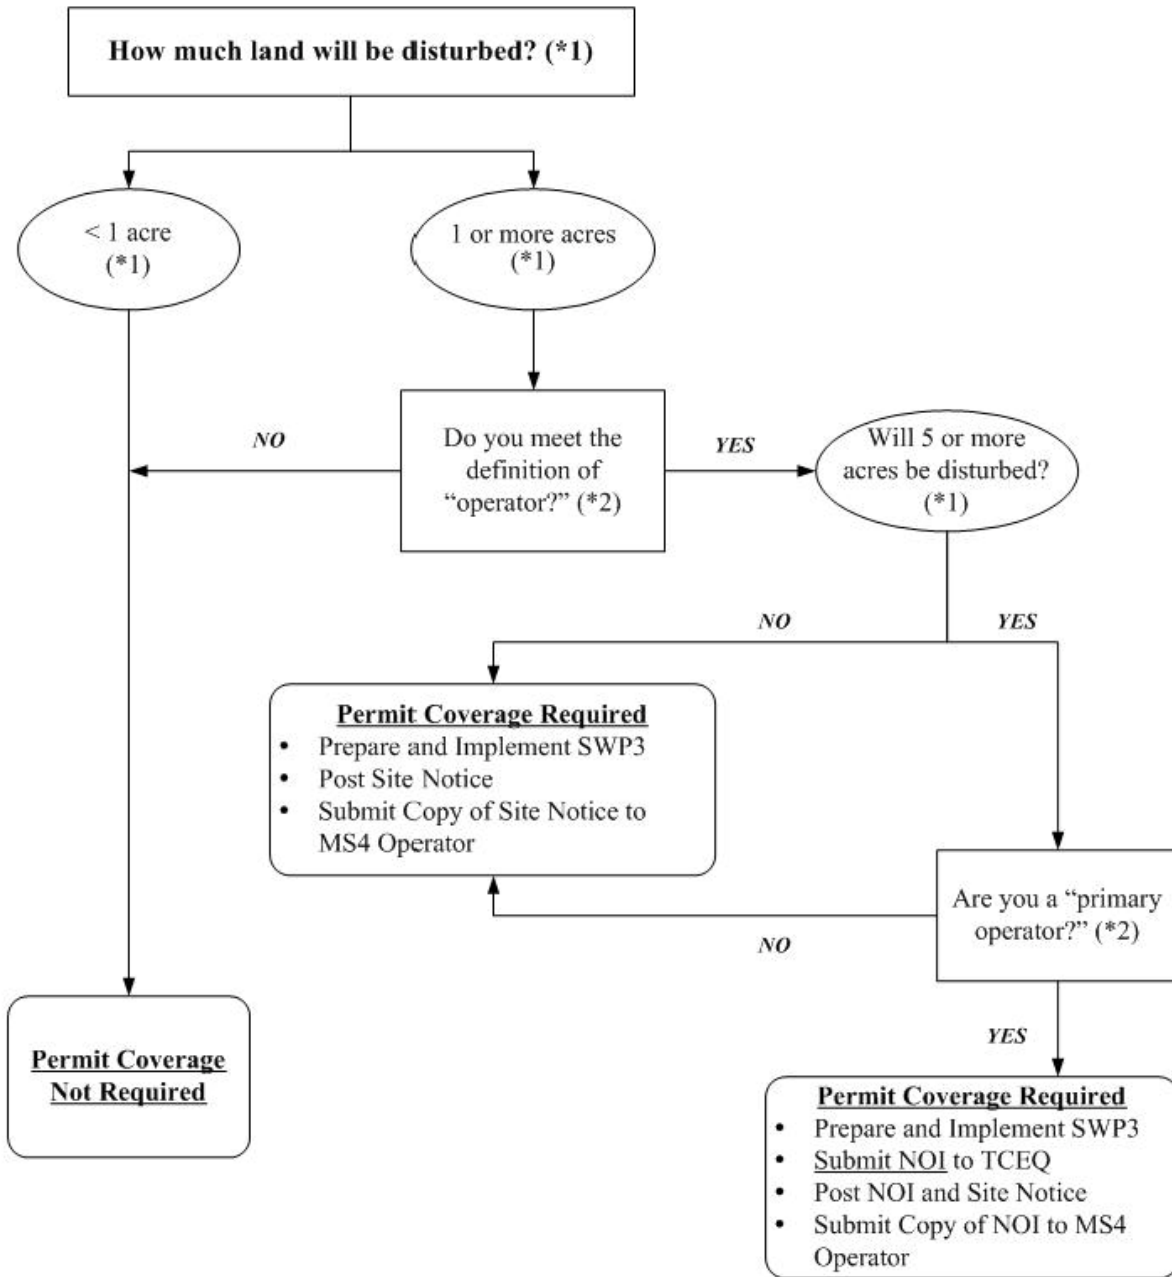 How much land will be disturbed? (*1)
< 1 acre
(*1)
1 or more acres
(*1)
NO
Do you meet the
definition of
“operator?” (*2)
YES
Will 5 or more
acres be disturbed?
(*1)
NO
YES
Permit Coverage Required
• Prepare and Implement SWP3
• Post Site Notice
• Submit Copy of Site Notice to
MS4 Operator
Are you a “primary
operator?” (*2)
NO
YES
Permit Coverage
Not Required
Permit Coverage Required
• Prepare and Implement SWP3
• Submit NOI to TCEQ
• Post NOI and Site Notice
• Submit Copy of NOI to MS4
Operator